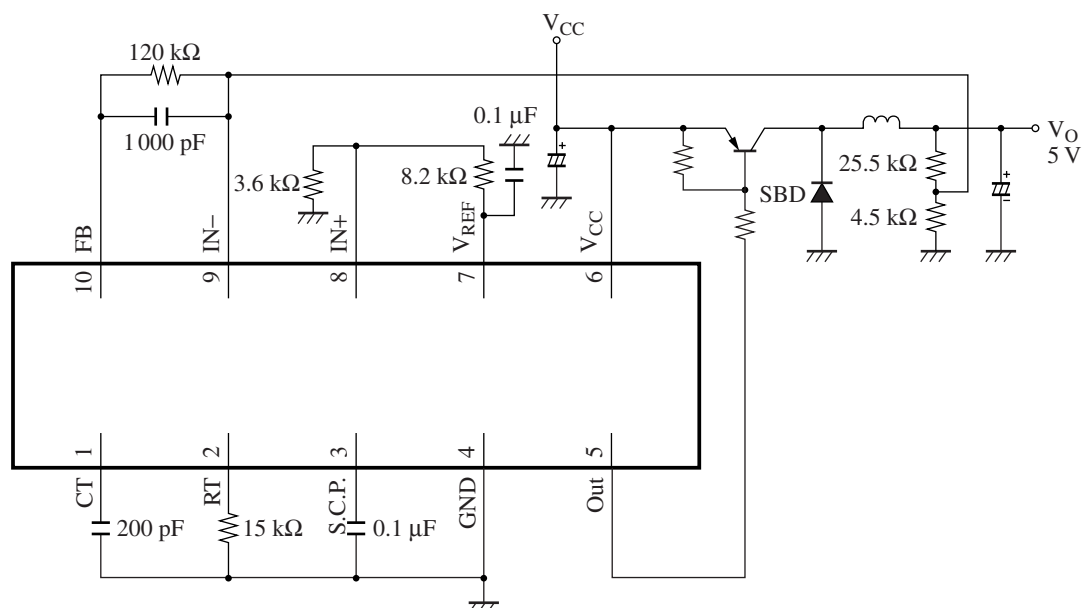 V_CC
120 kΩ
1000 pF
0.1 µF
3.6 kΩ
8.2 kΩ
+
SBD
25.5 kΩ
4.5 kΩ
+
−
V_O
5 V
FB
IN−
IN+
V_REF
V_CC
10
9
8
7
6
1
2
3
4
5
CT
RT
S.C.P.
GND
Out
200 pF
15 kΩ
0.1 µF